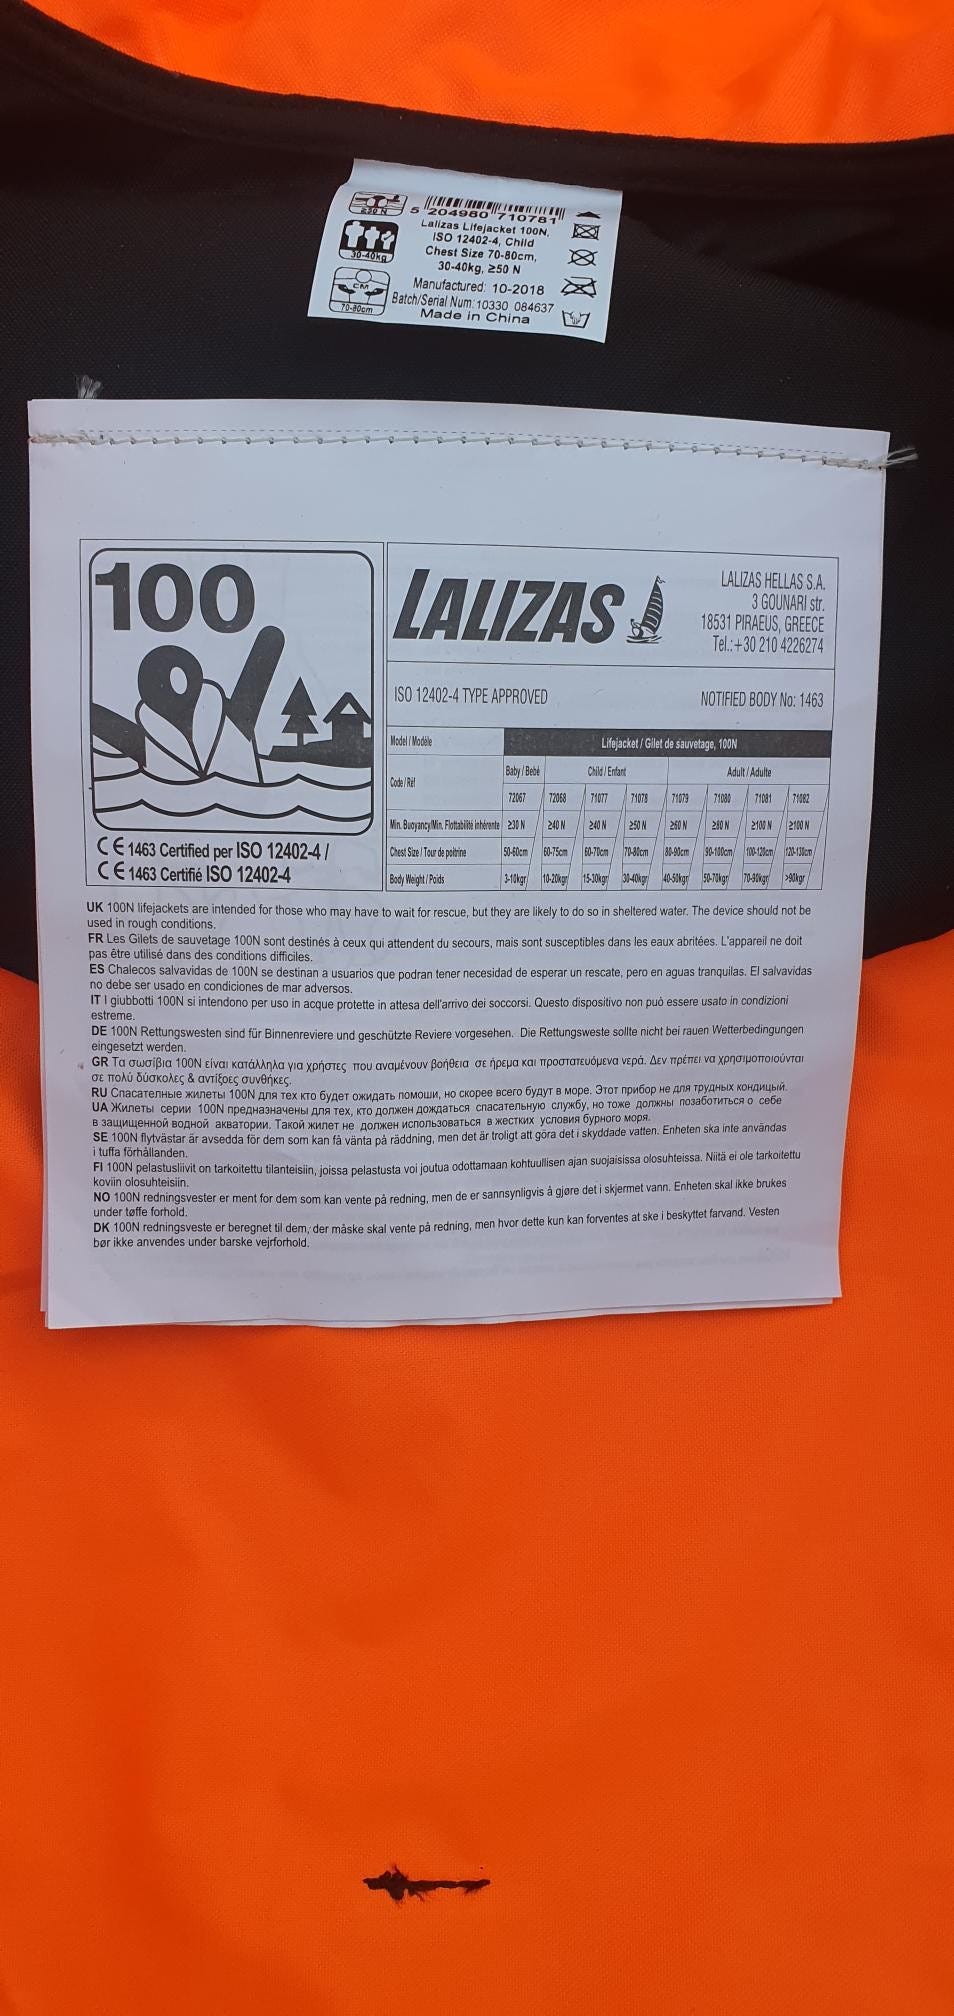 ≥50 N
5 204980 710781
Lalizas Lifejacket 100N,
ISO 12402-4, Child
Chest Size 70-80cm,
30-40kg, ≥50 N
30-40kg
Manufactured: 10-2018
CM
70-80cm
Batch/Serial Num: 10330 084637
Made in China
100
LALIZAS
LALIZAS HELLAS S.A.
3 GOUNARI str.
18531 PIRAEUS, GREECE
Tel.:+30 210 4226274
ISO 12402-4 TYPE APPROVED NOTIFIED BODY No: 1463
Model / Modèle Lifejacket / Gilet de sauvetage, 100N
Code / Réf Baby / Bebé Child / Enfant Adult / Adulte
72067 72068 71077 71078 71079 71080 71081 71082
Min. Buoyancy/Min. Flottabilité inhérente ≥30 N ≥40 N ≥40 N ≥50 N ≥60 N ≥80 N ≥100 N ≥100 N
Chest Size / Tour de poitrine 50-60cm 60-75cm 60-70cm 70-80cm 80-90cm 90-100cm 100-120cm 120-130cm
Body Weight / Poids 3-10kgr 10-20kgr 15-30kgr 30-40kgr 40-50kgr 50-70kgr 70-90kgr >90kgr
CE 1463 Certified per ISO 12402-4 /
CE 1463 Certifié ISO 12402-4
UK 100N lifejackets are intended for those who may have to wait for rescue, but they are likely to do so in sheltered water. The device should not be
used in rough conditions.
FR Les Gilets de sauvetage 100N sont destinés à ceux qui attendent du secours, mais sont susceptibles dans les eaux abritées. L'appareil ne doit
pas être utilisé dans des conditions difficiles.
ES Chalecos salvavidas de 100N se destinan a usuarios que podran tener necesidad de esperar un rescate, pero en aguas tranquilas. El salvavidas
no debe ser usado en condiciones de mar adversos.
IT I giubbotti 100N si intendono per uso in acque protette in attesa dell'arrivo dei soccorsi. Questo dispositivo non può essere usato in condizioni
estreme.
DE 100N Rettungswesten sind für Binnenreviere und geschützte Reviere vorgesehen. Die Rettungsweste sollte nicht bei rauen Wetterbedingungen
eingesetzt werden.
GR Τα σωσίβια 100N είναι κατάλληλα για χρήστες που αναμένουν βοήθεια σε ήρεμα και προστατευόμενα νερά. Δεν πρέπει να χρησιμοποιούνται
σε πολύ δύσκολες & αντίξοες συνθήκες.
RU Спасателные жилеты 100N для тех кто будет ожидать помоши, но скорее всего будут в море. Этот прибор не для трудных кондицый.
UA Жилеты серии 100N предназначены для тех, кто должен дождаться спасательную службу, но тоже должны позаботиться о себе
в защищенной водной акватории. Такой жилет не должен использоваться в жестких условия бурного моря.
SE 100N flytvästar är avsedda för dem som kan få vänta på räddning, men det är troligt att göra det i skyddade vatten. Enheten ska inte användas
i tuffa förhållanden.
FI 100N pelastusliivit on tarkoitettu tilanteisiin, joissa pelastusta voi joutua odottamaan kohtuullisen ajan suojaisissa olosuhteissa. Niitä ei ole tarkoitettu
koviin olosuhteisiin.
NO 100N redningsvester er ment for dem som kan vente på redning, men de er sannsynligvis å gjøre det i skjermet vann. Enheten skal ikke brukes
under tøffe forhold.
DK 100N redningsveste er beregnet til dem, der måske skal vente på redning, men hvor dette kun kan forventes at ske i beskyttet farvand. Vesten
bør ikke anvendes under barske vejrforhold.